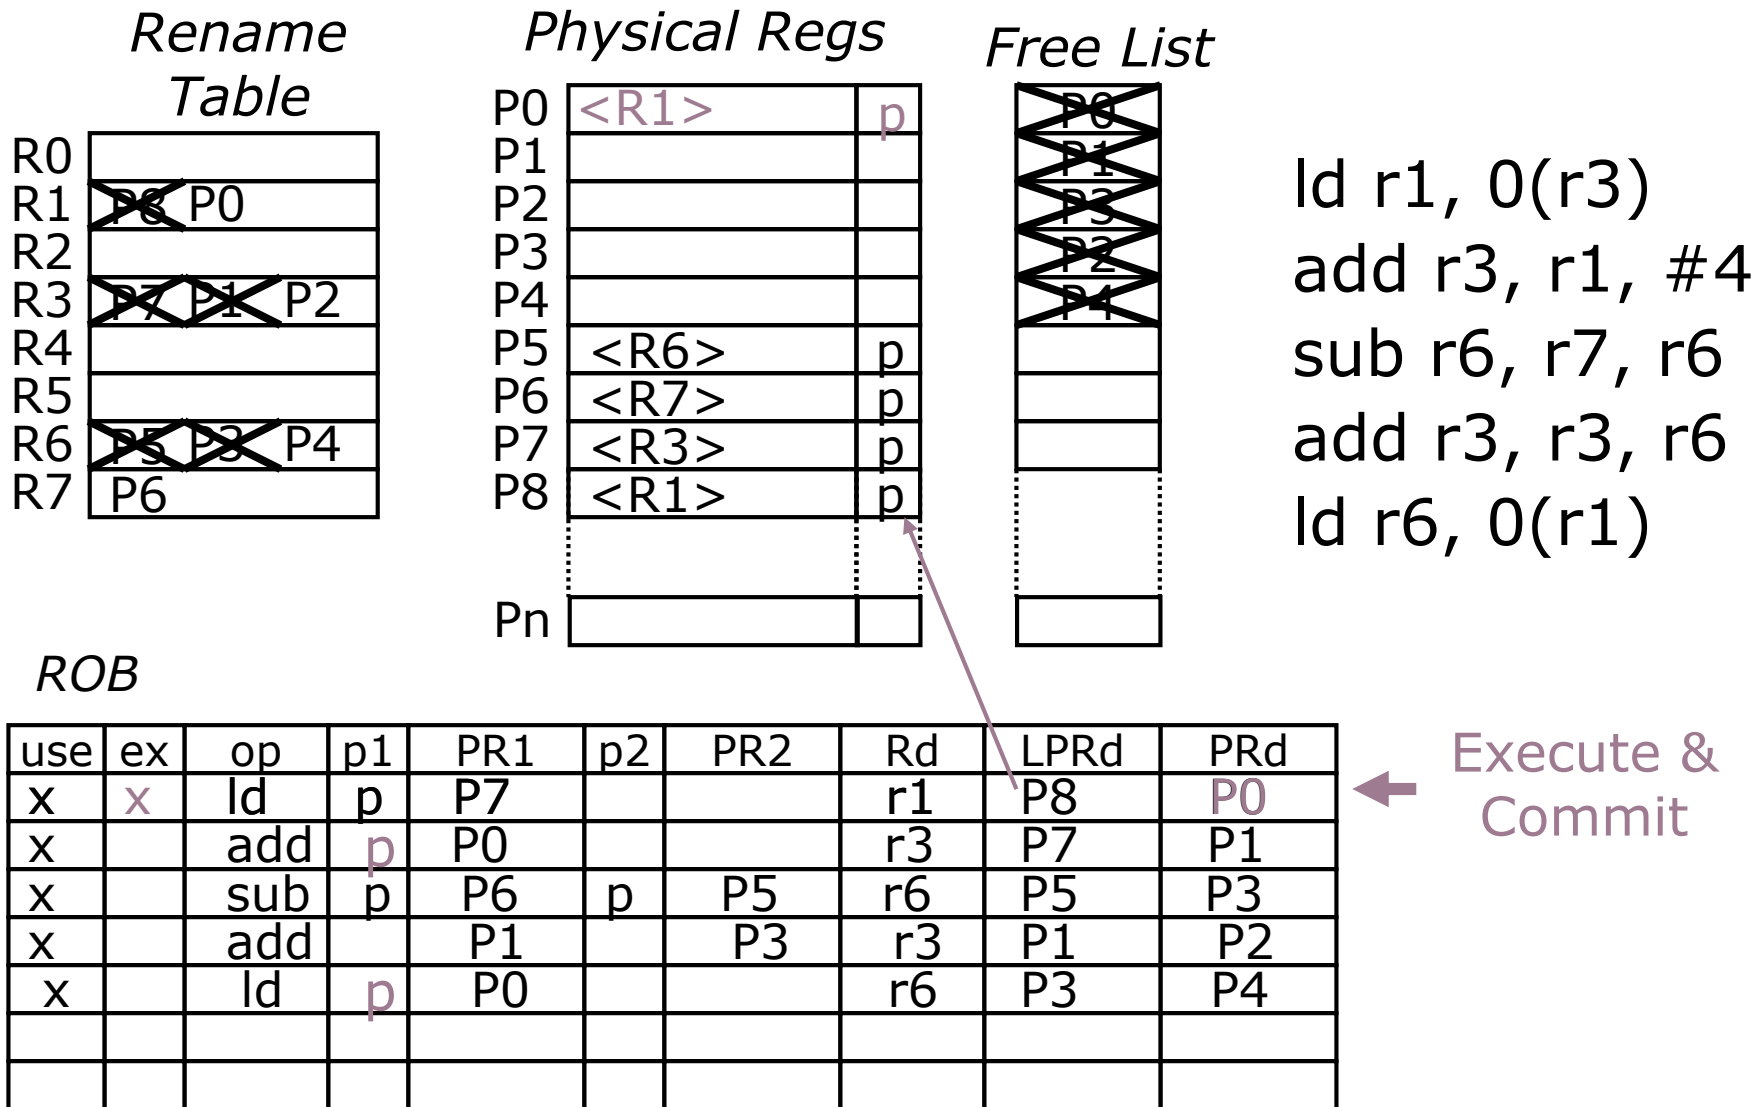 Rename Table
Physical Regs
Free List
R0
R1 P8 P0
R2
R3 P7 P1 P2
R4
R5
R6 P5 P3 P4
R7 P6
P0 <R1> p
P1
P2
P3
P4
P5 <R6> p
P6 <R7> p
P7 <R3> p
P8 <R1> p
Pn
P0
P1
P3
P2
P4
ld r1, 0(r3)
add r3, r1, #4
sub r6, r7, r6
add r3, r3, r6
ld r6, 0(r1)
ROB
use ex op p1 PR1 p2 PR2 Rd LPRd PRd
x x ld p P7 r1 P8 P0
x add p P0 r3 P7 P1
x sub p P6 p P5 r6 P5 P3
x add P1 P3 r3 P1 P2
x ld p P0 r6 P3 P4
Execute &
Commit